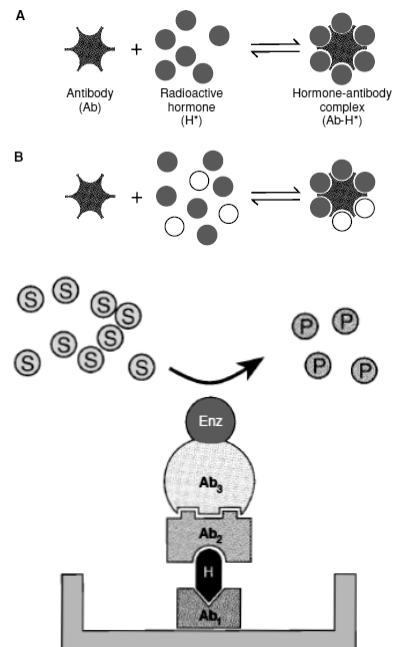 A
+
Antibody
(Ab)
Radioactive
hormone
(H*)
Hormone-antibody
complex
(Ab-H*)
B
+
S S S S S S S S S
P P P P
Enz
Ab3
Ab2
H
Ab1